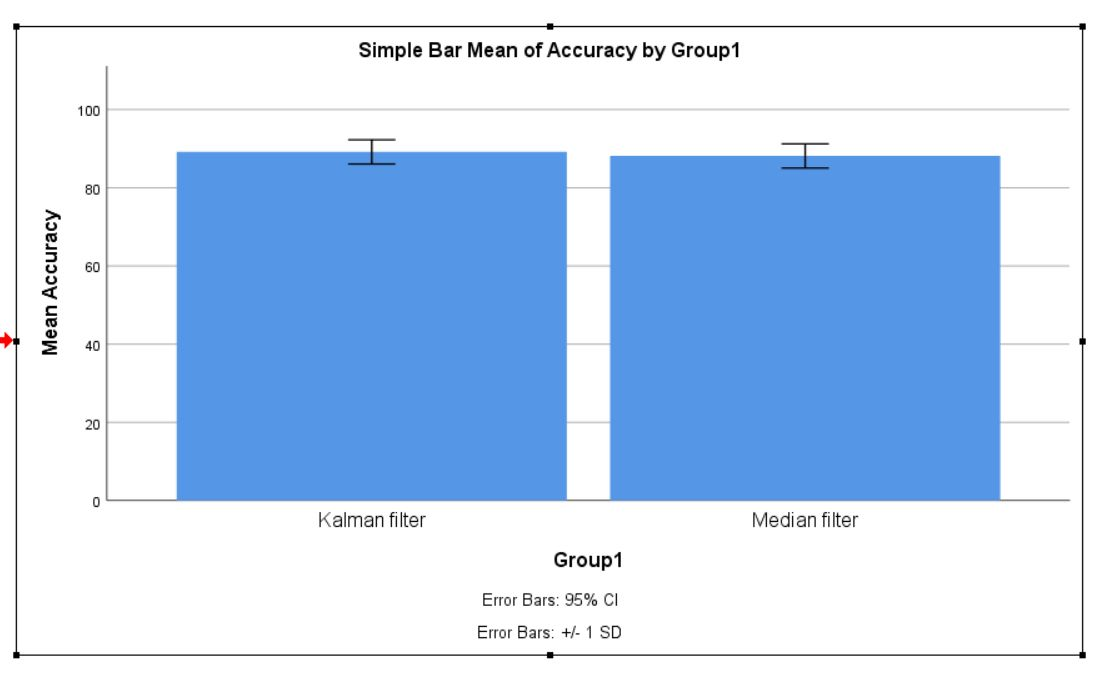 Simple Bar Mean of Accuracy by Group1
Mean Accuracy
100
80
60
40
20
0
Kalman filter
Median filter
Group1
Error Bars: 95% CI
Error Bars: +/- 1 SD